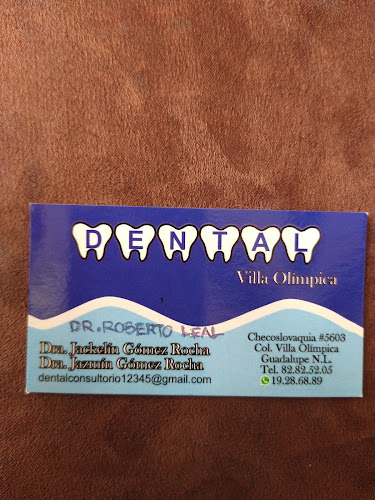 DENTAL
Villa Olímpica
DR. ROBERTO LEAL
Dra. Jackelín Gómez Rocha
Dra. Jazmín Gómez Rocha
dentalconsultorio12345@gmail.com
Checoslovaquia #5603
Col. Villa Olímpica
Guadalupe N.L.
Tel. 82.82.52.05
19.28.68.89